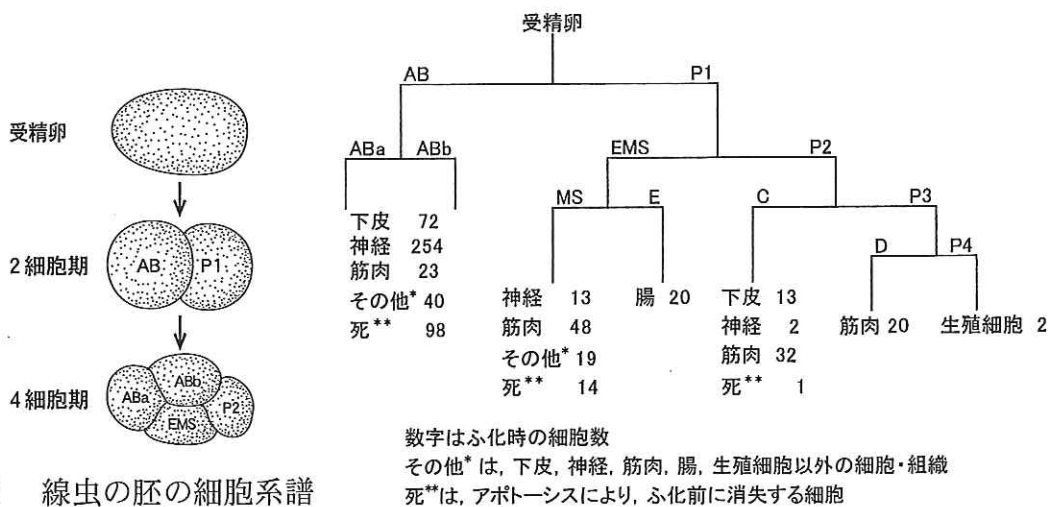 受精卵
AB P1
受精卵
ABa ABb EMS P2
MS E C P3
D P4
2細胞期
AB P1
下皮 72
神経 254
筋肉 23
その他* 40
死** 98
神経 13
筋肉 48
その他* 19
死** 14
腸 20
下皮 13
神経 2
筋肉 32
死** 1
筋肉 20
生殖細胞 2
4細胞期
ABa ABb EMS P2
数字はふ化時の細胞数
その他* は, 下皮, 神経, 筋肉, 腸, 生殖細胞以外の細胞・組織
死**は, アポトーシスにより, ふ化前に消失する細胞
線虫の胚の細胞系譜